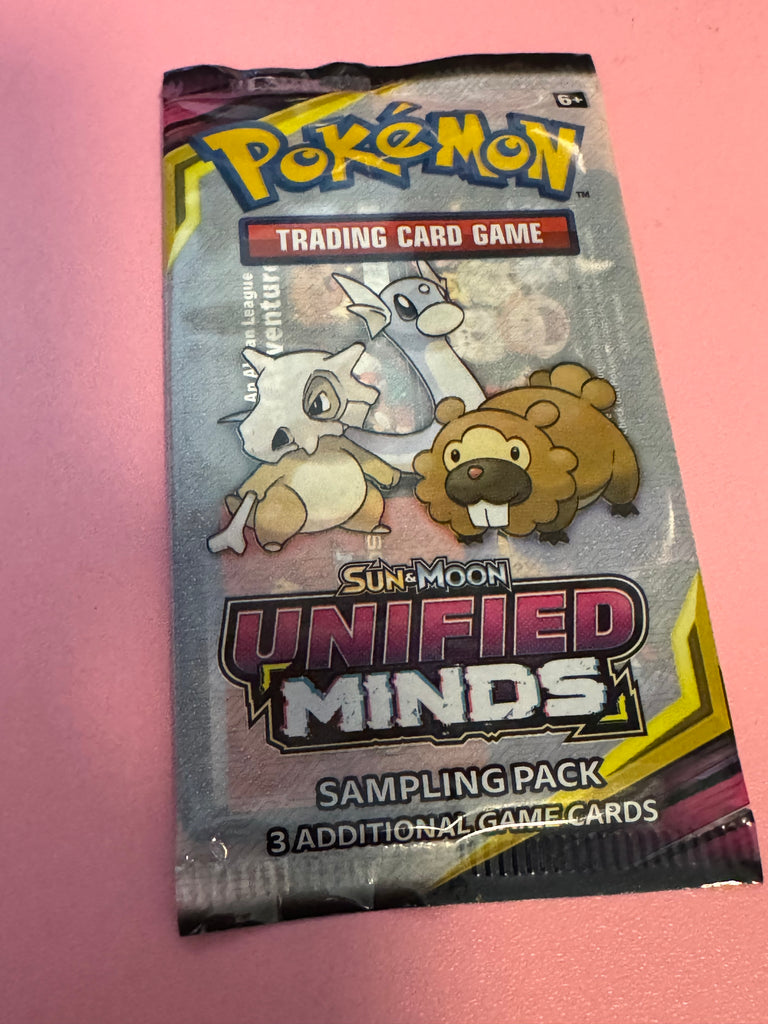 6+
POKéMON
™
TRADING CARD GAME
SUN & MOON
UNIFIED
MINDS
SAMPLING PACK
3 ADDITIONAL GAME CARDS